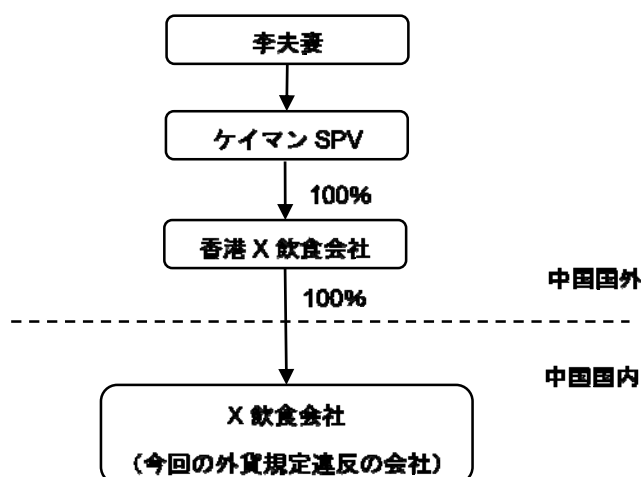 李夫妻
ケイマン SPV
100%
香港 X 飲食会社
100%
中国国外
中国国内
X 飲食会社
（今回の外貨規定違反の会社）